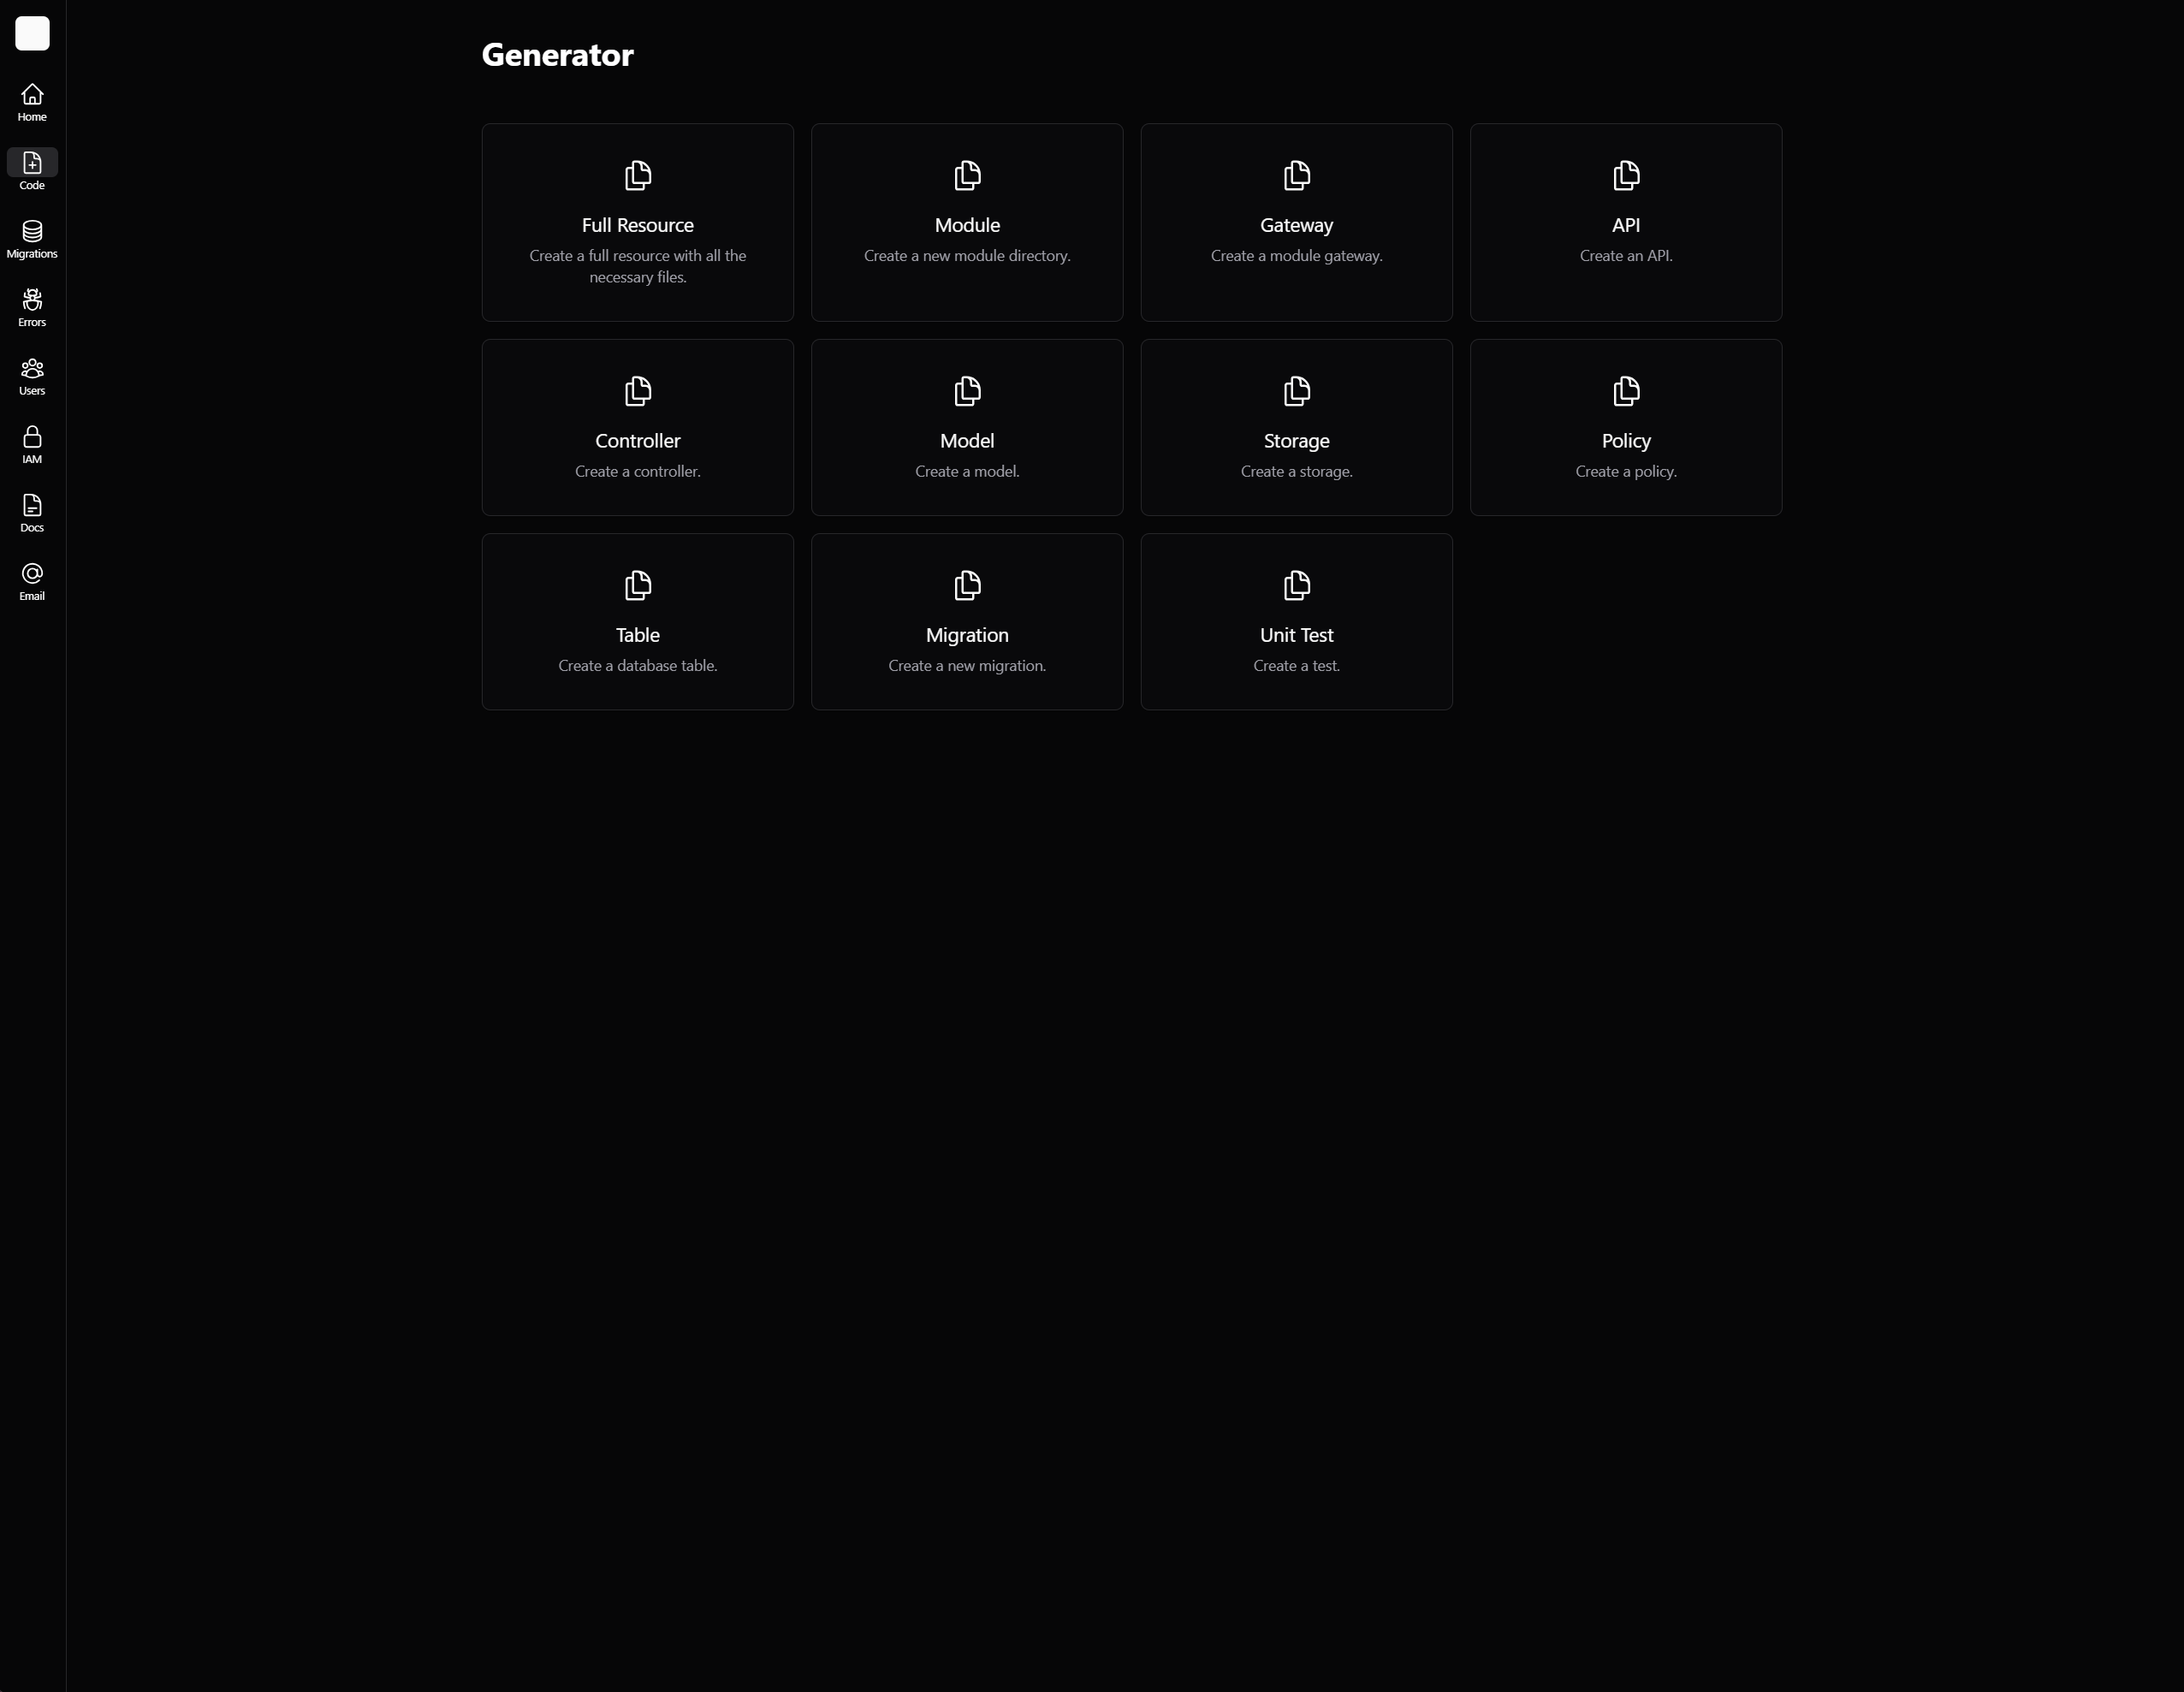 Home
Code
Migrations
Errors
Users
IAM
Docs
Email
Generator
Full Resource
Create a full resource with all the
necessary files.
Module
Create a new module directory.
Gateway
Create a module gateway.
API
Create an API.
Controller
Create a controller.
Model
Create a model.
Storage
Create a storage.
Policy
Create a policy.
Table
Create a database table.
Migration
Create a new migration.
Unit Test
Create a test.